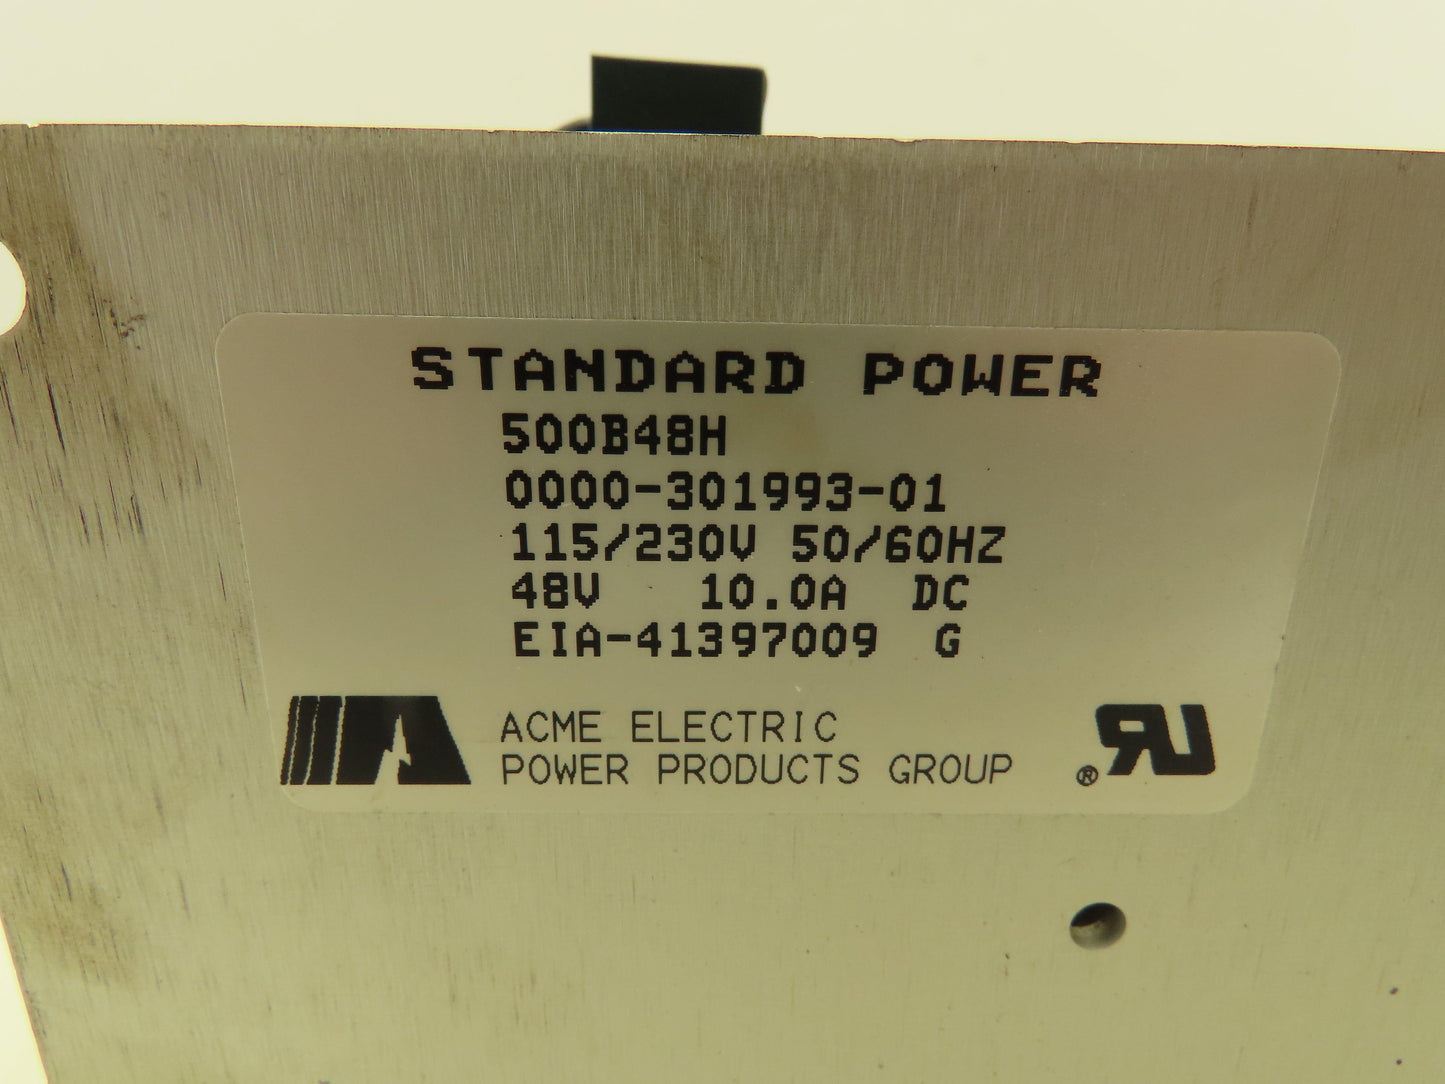 STANDARD POWER
500B48H
0000-301993-01
115/230V 50/60HZ
48V 10.0A DC
EIA-41397009 G
ACME ELECTRIC
POWER PRODUCTS GROUP
®